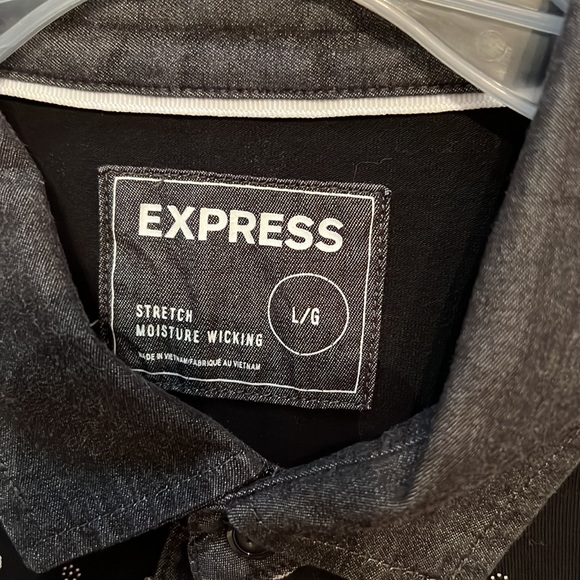 EXPRESS
STRETCH
MOISTURE WICKING
L/G
MADE IN VIETNAM/FABRIQUÉ AU VIETNAM